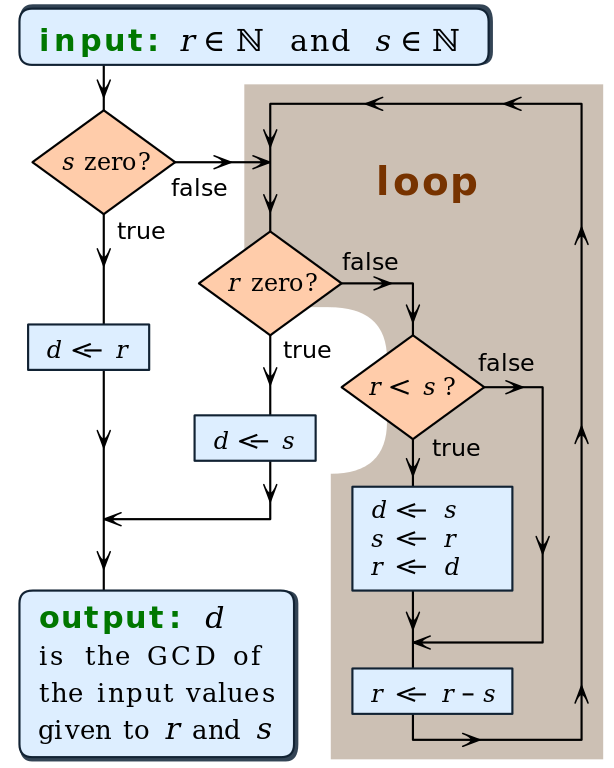 input: r ∈ ℕ and s ∈ ℕ
s zero?
false
true
loop
r zero?
false
true
r < s ?
false
true
d ← r
d ← s
d ← s
s ← r
r ← d
r ← r – s
output: d
is the GCD of
the input values
given to r and s